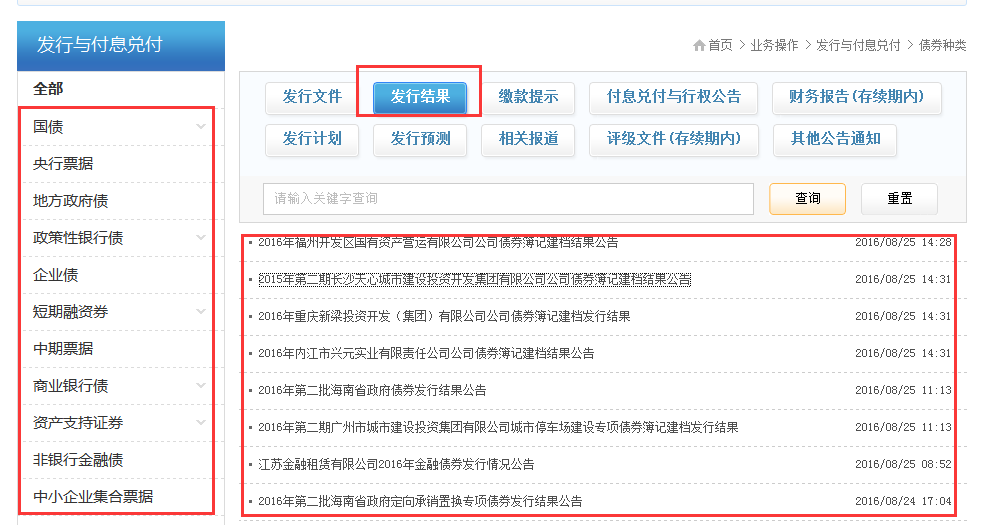 发行与付息兑付
首页 > 业务操作 > 发行与付息兑付 > 债券种类
全部
国债
央行票据
地方政府债
政策性银行债
企业债
短期融资券
中期票据
商业银行债
资产支持证券
非银行金融债
中小企业集合票据
发行文件 发行结果 缴款提示 付息兑付与行权公告 财务报告(存续期内)
发行计划 发行预测 相关报道 评级文件(存续期内) 其他公告通知
请输入关键字查询 查询 重置
2016年福州开发区国有资产营运有限公司公司债券簿记建档结果公告 2016/08/25 14:28
2015年第二期长沙天心城市建设投资开发集团有限公司公司债券簿记建档结果公告 2016/08/25 14:31
2016年重庆新梁投资开发（集团）有限公司公司债券簿记建档发行结果 2016/08/25 14:31
2016年内江市兴元实业有限责任公司公司债券簿记建档结果公告 2016/08/25 14:31
2016年第二批海南省政府债券发行结果公告 2016/08/25 11:13
2016年第二期广州市城市建设投资集团有限公司城市停车场建设专项债券簿记建档发行结果 2016/08/25 11:13
江苏金融租赁有限公司2016年金融债券发行情况公告 2016/08/25 08:52
2016年第二批海南省政府定向承销置换专项债券发行结果公告 2016/08/24 17:04